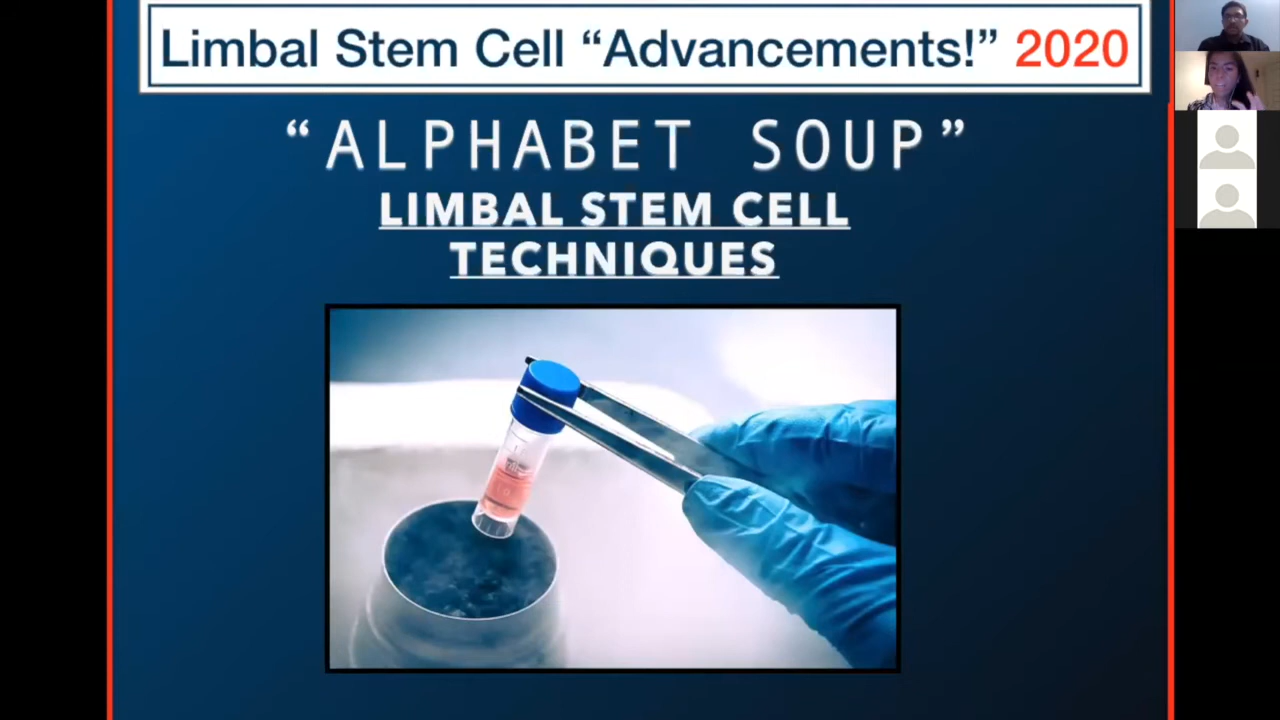 Limbal Stem Cell “Advancements!” 2020
“ALPHABET SOUP”
LIMBAL STEM CELL
TECHNIQUES